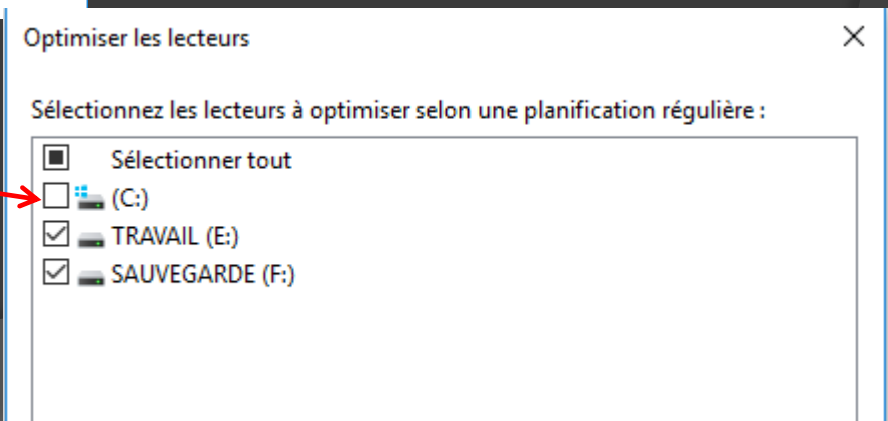 Optimiser les lecteurs
Sélectionnez les lecteurs à optimiser selon une planification régulière :
Sélectionner tout
(C:)
TRAVAIL (E:)
SAUVEGARDE (F:)